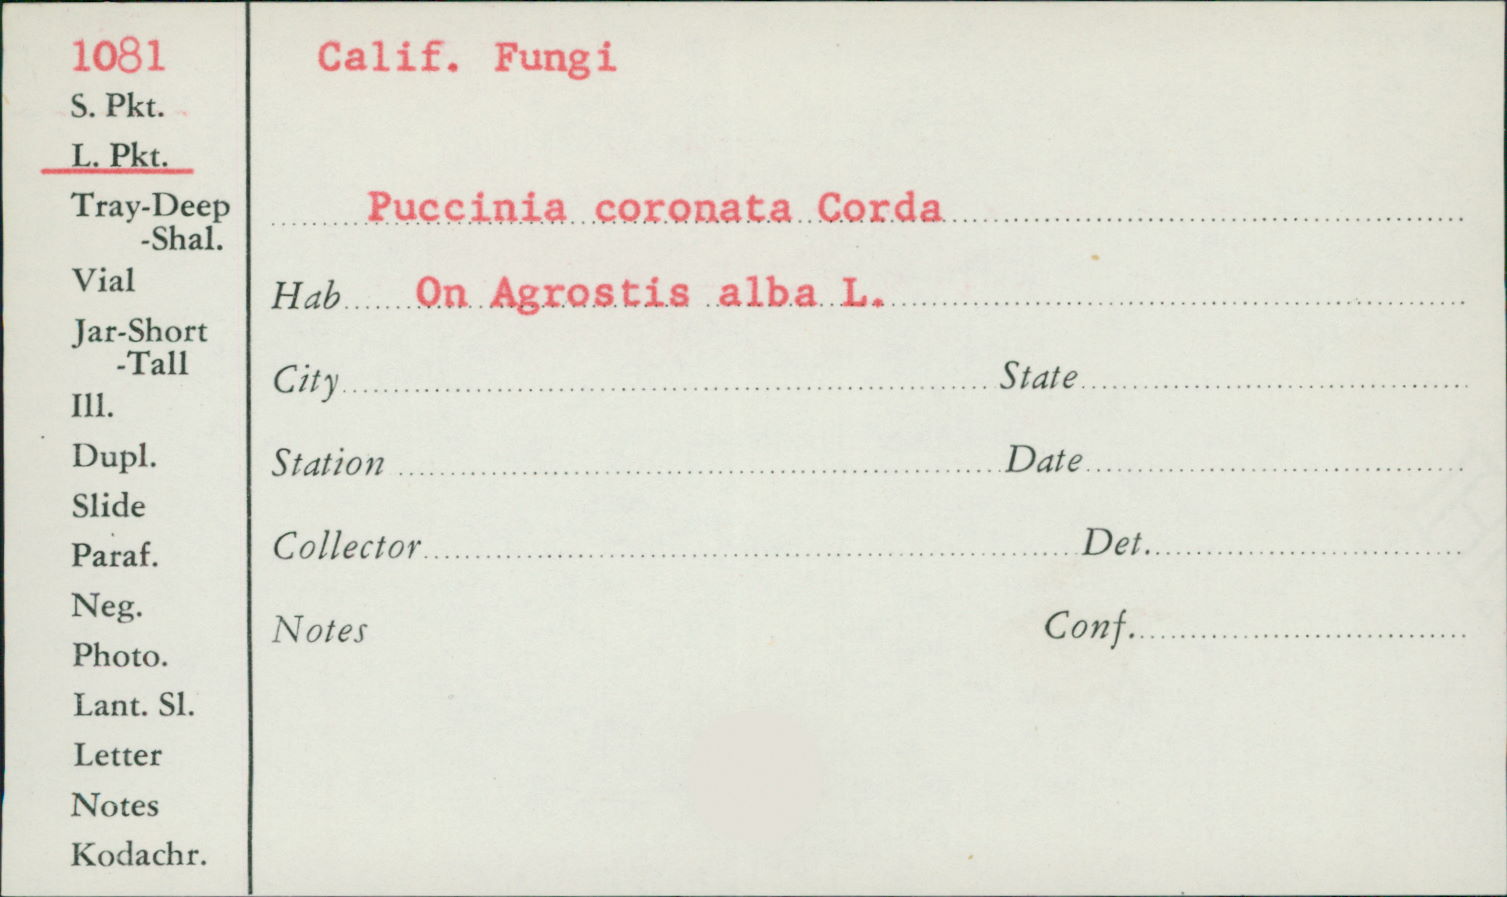 1081
S. Pkt.
L. Pkt.
Tray-Deep
-Shal.
Vial
Jar-Short
-Tall
Ill.
Dupl.
Slide
Paraf.
Neg.
Photo.
Lant. Sl.
Letter
Notes
Kodachr.
Calif. Fungi
Puccinia coronata Corda
Hab On Agrostis alba L.
City State
Station Date
Collector Det.
Notes Conf.